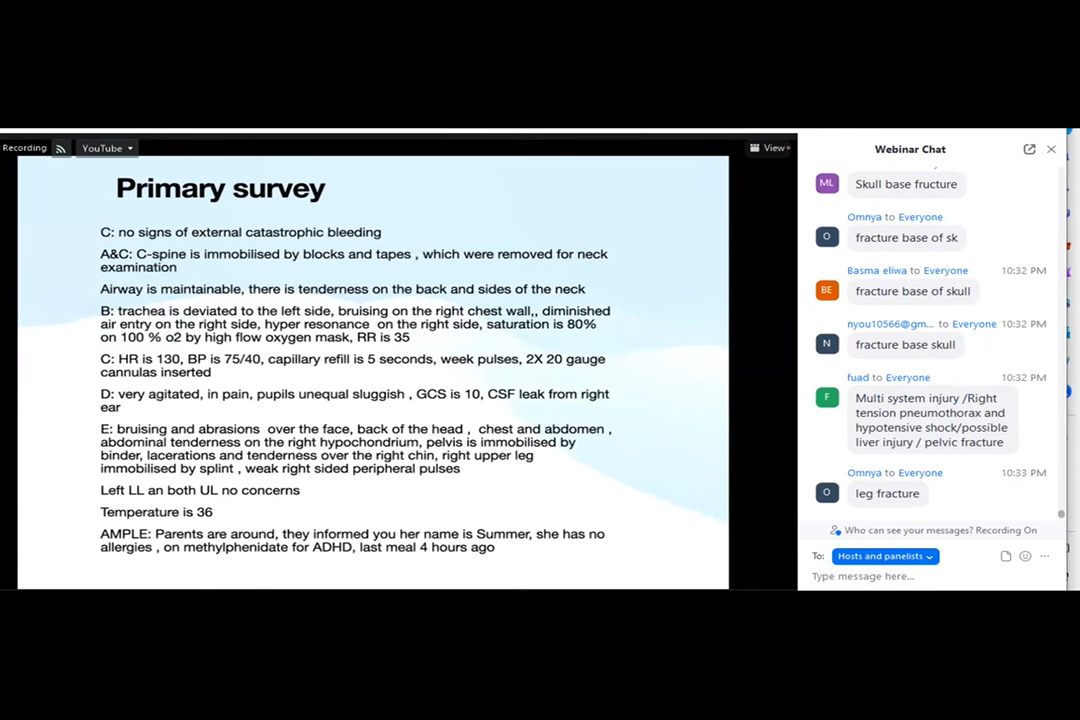 Recording
YouTube
View
Primary survey
C: no signs of external catastrophic bleeding
A&C: C-spine is immobilised by blocks and tapes , which were removed for neck
examination
Airway is maintainable, there is tenderness on the back and sides of the neck
B: trachea is deviated to the left side, bruising on the right chest wall,, diminished
air entry on the right side, hyper resonance on the right side, saturation is 80%
on 100 % o2 by high flow oxygen mask, RR is 35
C: HR is 130, BP is 75/40, capillary refill is 5 seconds, week pulses, 2X 20 gauge
cannulas inserted
D: very agitated, in pain, pupils unequal sluggish , GCS is 10, CSF leak from right
ear
E: bruising and abrasions over the face, back of the head , chest and abdomen ,
abdominal tenderness on the right hypochondrium, pelvis is immobilised by
binder, lacerations and tenderness over the right chin, right upper leg
immobilised by splint , weak right sided peripheral pulses
Left LL an both UL no concerns
Temperature is 36
AMPLE: Parents are around, they informed you her name is Summer, she has no
allergies , on methylphenidate for ADHD, last meal 4 hours ago
Webinar Chat
ML
Skull base fructure
Omnya to Everyone
O
fracture base of sk
Basma eliwa to Everyone 10:32 PM
BE
fracture base of skull
nyou10566@gm... to Everyone 10:32 PM
N
fracture base skull
fuad to Everyone 10:32 PM
F
Multi system injury /Right
tension pneumothorax and
hypotensive shock/possible
liver injury / pelvic fracture
Omnya to Everyone 10:33 PM
O
leg fracture
Who can see your messages? Recording On
To: Hosts and panelists
Type message here...